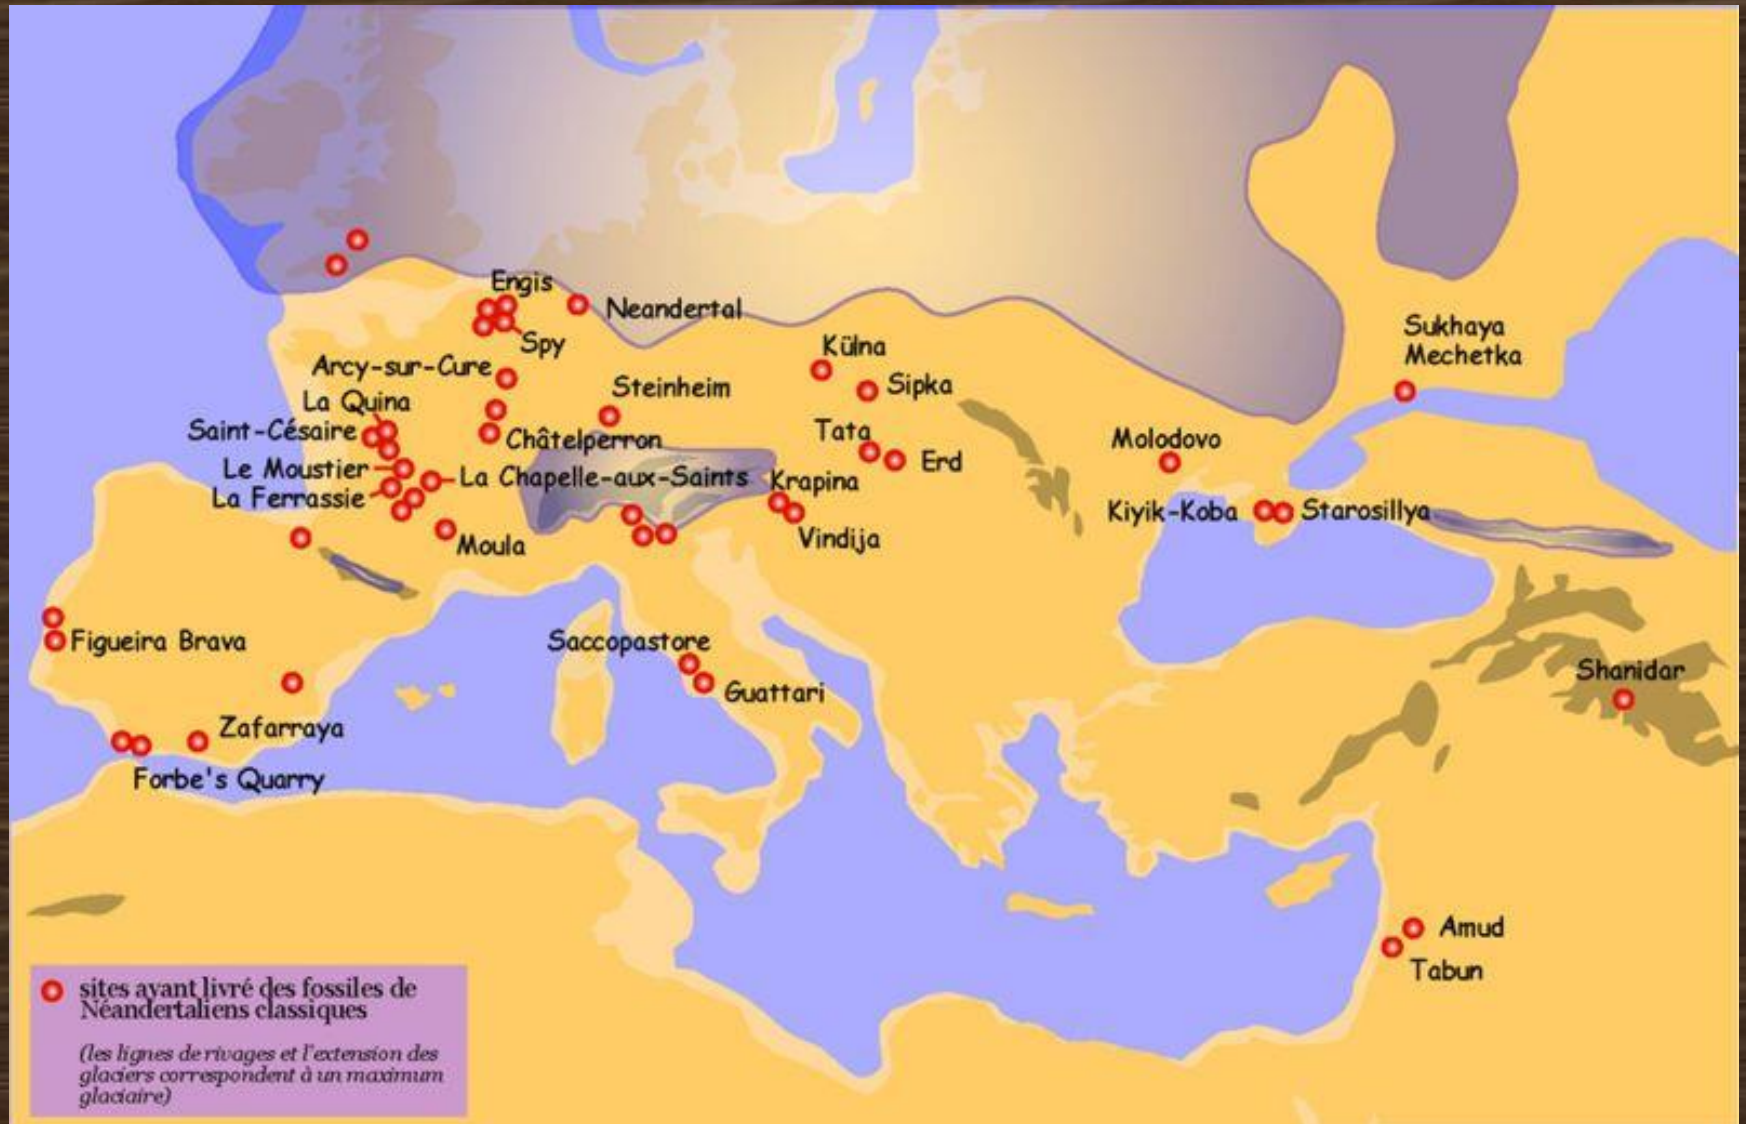 Engis
Neandertal
Spy
Arcy-sur-Cure
La Quina
Saint-Césaire
Le Moustier
La Ferrassie
Châtelperron
La Chapelle-aux-Saints
Moula
Steinheim
Külna
Sipka
Tata
Erd
Krapina
Vindija
Sukhaya
Mechetka
Molodovo
Kiyik-Koba
Starosillya
Figueira Brava
Saccopastore
Guattari
Zafarraya
Forbe's Quarry
Shanidar
Amud
Tabun
sites ayant livré des fossiles de
Néandertaliens classiques
(les lignes de rivages et l'extension des
glaciers correspondent à un maximum
glaciaire)